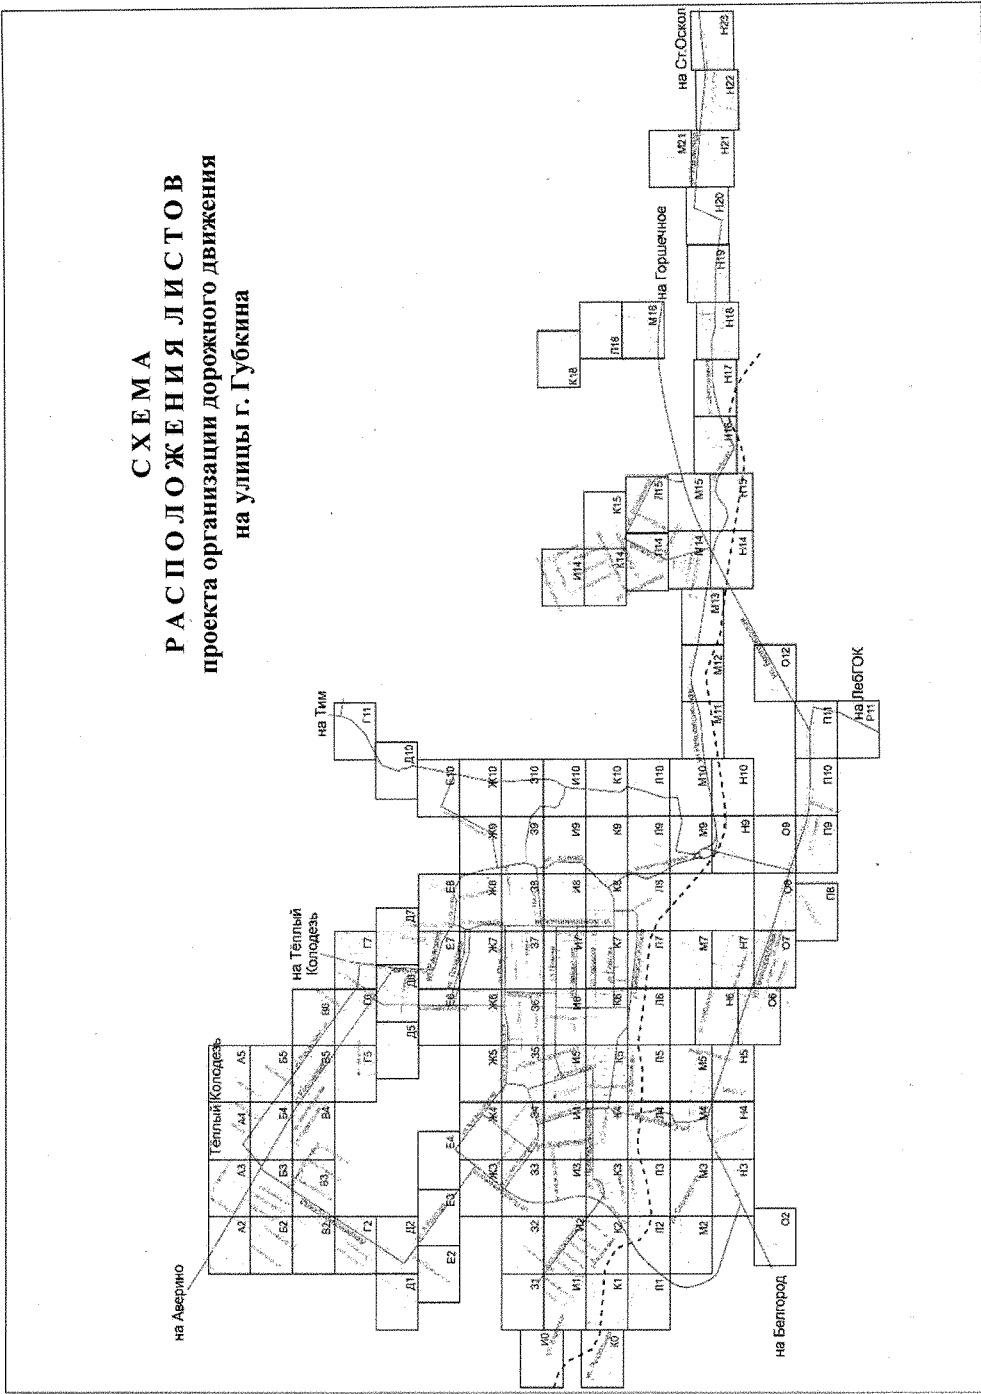 СХЕМА
РАСПОЛОЖЕНИЯ ЛИСТОВ
проекта организации дорожного движения
на улицы г. Губкина
на Аверино
Тёплый Колодезь
на Тёплый
Колодезь
на Тим
на Горшечное
на Ст.Оскол
на Белгород
на ЛебГОК
А2 А3 А4 А5
Б2 Б3 Б4 Б5
В2 В3 В4 В5 В6
Г2 Г5 Г6 Г7 Г11
Д1 Д2 Д5 Д6 Д7 Д10
Е2 Е3 Е4 Е6 Е7 Е8 Е10
Ж3 Ж4 Ж5 Ж6 Ж7 Ж8 Ж9 Ж10
З1 З2 З3 З4 З5 З6 З7 З8 З9 З10
И0 И1 И2 И3 И4 И5 И6 И7 И8 И9 И10 И14
К0 К1 К2 К3 К4 К5 К6 К7 К8 К9 К10 К14 К15 К18
Л1 Л2 Л3 Л4 Л5 Л6 Л7 Л8 Л9 Л10 Л14 Л15 Л18
М2 М3 М4 М5 М7 М9 М10 М11 М12 М13 М14 М15 М16 М21
Н3 Н4 Н5 Н6 Н7 Н9 Н10 Н14 Н15 Н16 Н17 Н18 Н19 Н20 Н21 Н22 Н23
О2 О6 О7 О8 О9 О12
П8 П9 П10 П11
Р11